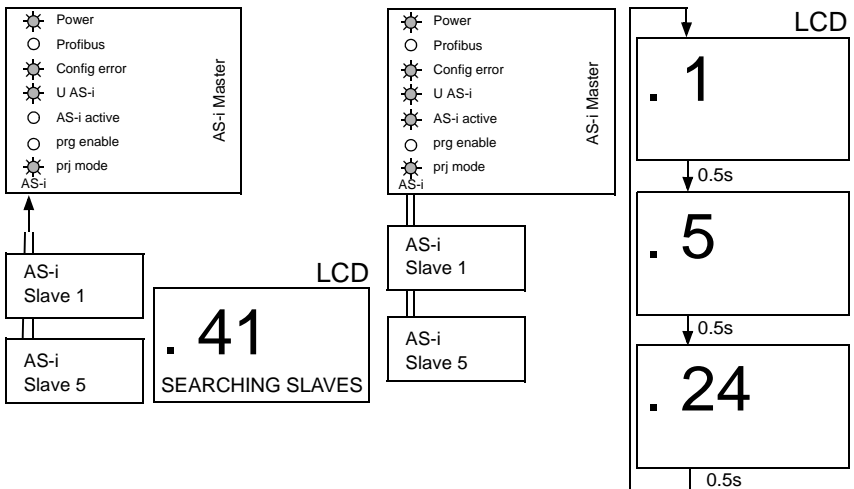 Power
Profibus
Config error
U AS-i
AS-i active
prg enable
prj mode
AS-i
AS-i Master
AS-i
Slave 1
AS-i
Slave 5
LCD
. 41
SEARCHING SLAVES
Power
Profibus
Config error
U AS-i
AS-i active
prg enable
prj mode
AS-i
AS-i Master
AS-i
Slave 1
AS-i
Slave 5
LCD
. 1
0.5s
. 5
0.5s
. 24
0.5s